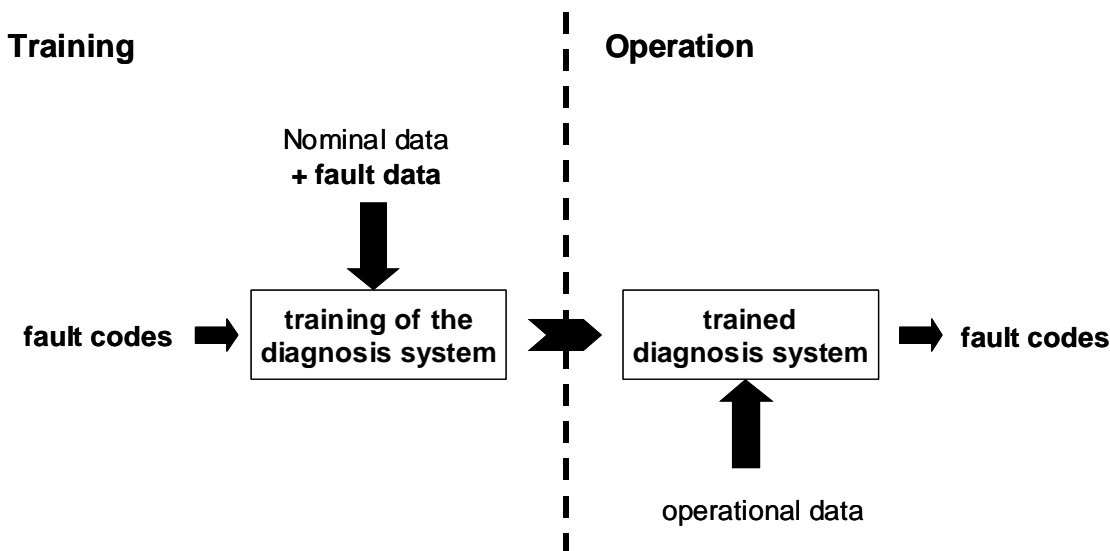 Training
Operation
Nominal data
+ fault data
fault codes
training of the
diagnosis system
trained
diagnosis system
fault codes
operational data